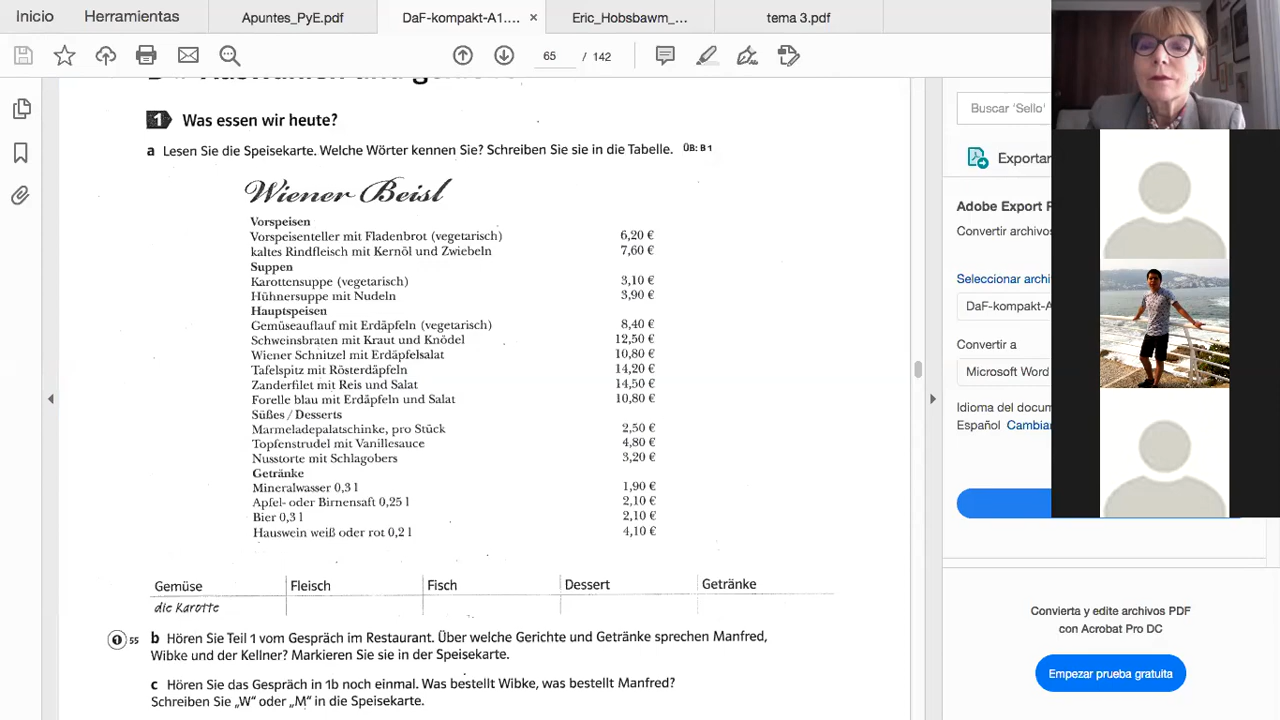 Inicio
Herramientas
Apuntes_PyE.pdf
DaF-kompakt-A1....
×
Eric_Hobsbawm_...
tema 3.pdf
65 / 142
1 Was essen wir heute?
a Lesen Sie die Speisekarte. Welche Wörter kennen Sie? Schreiben Sie sie in die Tabelle. ÜB: B 1
Wiener Beisl
Vorspeisen
Vorspeisenteller mit Fladenbrot (vegetarisch) 6,20 €
kaltes Rindfleisch mit Kernöl und Zwiebeln 7,60 €
Suppen
Karottensuppe (vegetarisch) 3,10 €
Hühnersuppe mit Nudeln 3,90 €
Hauptspeisen
Gemüseauflauf mit Erdäpfeln (vegetarisch) 8,40 €
Schweinsbraten mit Kraut und Knödel 12,50 €
Wiener Schnitzel mit Erdäpfelsalat 10,80 €
Tafelspitz mit Rösterdäpfeln 14,20 €
Zanderfilet mit Reis und Salat 14,50 €
Forelle blau mit Erdäpfeln und Salat 10,80 €
Süßes / Desserts
Marmeladepalatschinke, pro Stück 2,50 €
Topfenstrudel mit Vanillesauce 4,80 €
Nusstorte mit Schlagobers 3,20 €
Getränke
Mineralwasser 0,3 l 1,90 €
Apfel- oder Birnensaft 0,25 l 2,10 €
Bier 0,3 l 2,10 €
Hauswein weiß oder rot 0,2 l 4,10 €
Gemüse Fleisch Fisch Dessert Getränke
die Karotte
1 55 b Hören Sie Teil 1 vom Gespräch im Restaurant. Über welche Gerichte und Getränke sprechen Manfred,
Wibke und der Kellner? Markieren Sie sie in der Speisekarte.
c Hören Sie das Gespräch in 1b noch einmal. Was bestellt Wibke, was bestellt Manfred?
Schreiben Sie „W" oder „M" in die Speisekarte.
Buscar 'Sello'
Exportar
Adobe Export P
Convertir archivos
Seleccionar archi
DaF-kompakt-A
Convertir a
Microsoft Word
Idioma del docum
Español Cambiar
Convierta y edite archivos PDF
con Acrobat Pro DC
Empezar prueba gratuita